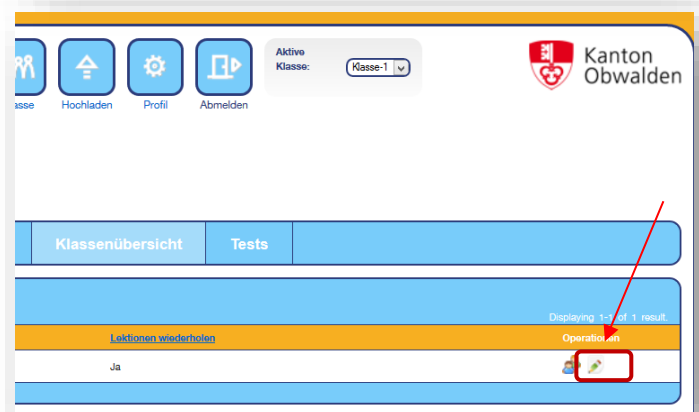 Aktive
Klasse:
Klasse-1
Kanton
Obwalden
asse
Hochladen
Profil
Abmelden
Klassenübersicht
Tests
Displaying 1-1 of 1 result.
Lektionen wiederholen
Operationen
Ja